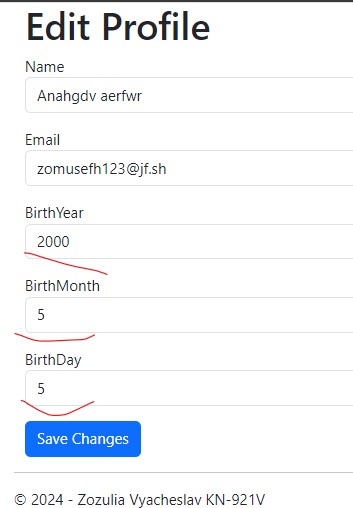 Edit Profile
Name
Anahgdv aerfwr
Email
zomusefh123@jf.sh
BirthYear
2000
BirthMonth
5
BirthDay
5
Save Changes
© 2024 - Zozulia Vyacheslav KN-921V